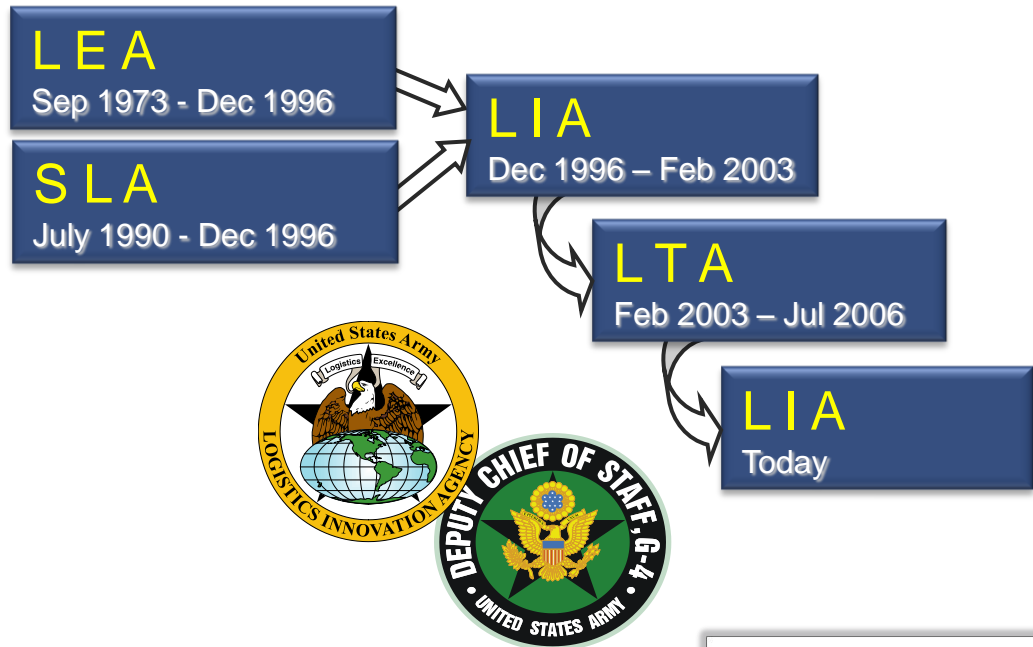 L E A
Sep 1973 - Dec 1996
S L A
July 1990 - Dec 1996
L I A
Dec 1996 – Feb 2003
L T A
Feb 2003 – Jul 2006
L I A
Today
United States Army
Logistics Excellence
LOGISTICS INNOVATION AGENCY
DEPUTY CHIEF OF STAFF, G-4
UNITED STATES ARMY